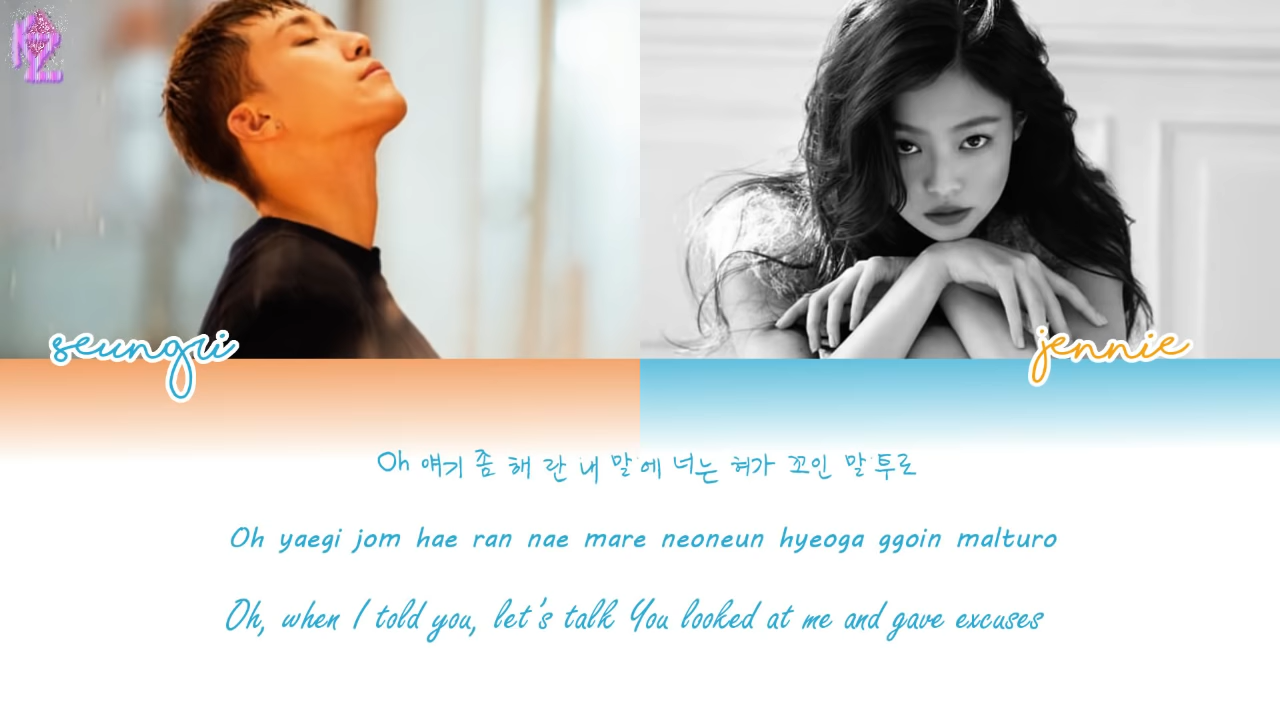 seungri
jennie
Oh 얘기 좀 해 란 내 말에 너는 혀가 꼬인 말투로
Oh yaegi jom hae ran nae mare neoneun hyeoga ggoin malturo
Oh, when I told you, let's talk You looked at me and gave excuses